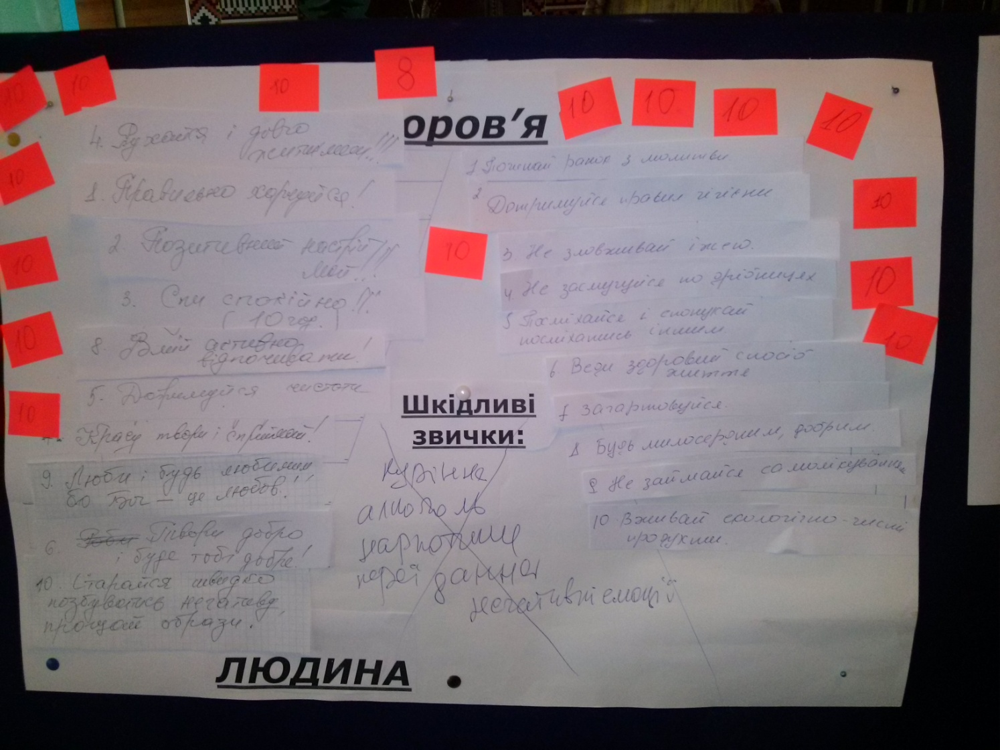 10
10
10
8
10
10
10
10
оров’я
4. Рухайся і довго
житимеш!!!
1. Правильно харчуйся!
10
2. Позитивний настрій
май!!!
10
3. Спи спокійно!!
(10 год.)
8. Вмій активно
відпочивати!
10
5. Дотримуйся чистоти
10
Красу твори і сприймай!
9. Люби і будь любимим,
бо Бог — це любов!
6. Твори добро
і буде тобі добре!
10. Старайся швидко
позбуватись негативу,
прощай образи.
10
Шкідливі
звички:
куріння
алкоголь
наркотики
переїдання
негативні емоції
1 Починай ранок з молитви
2 Дотримуйся правил гігієни
10
3. Не зловживай їжею.
4 Не засмучуйся по дрібницях
10
5 Посміхайся і спонукай
посміхатись інших
10
6 Веди здоровий спосіб
життя
7 Загартовуйся.
8 Будь милосердним, добрим.
9 Не займайся самолікуванням
10 Вживай екологічно-чисті
продукти.
ЛЮДИНА